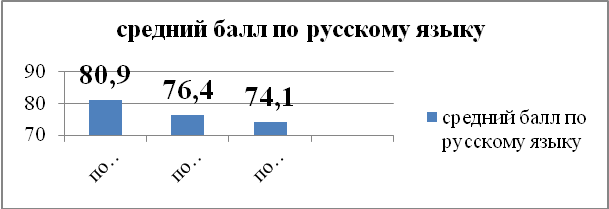 средний балл по русскому языку
90
80
70
80,9
76,4
74,1
по..
по..
по..
средний балл по
русскому языку